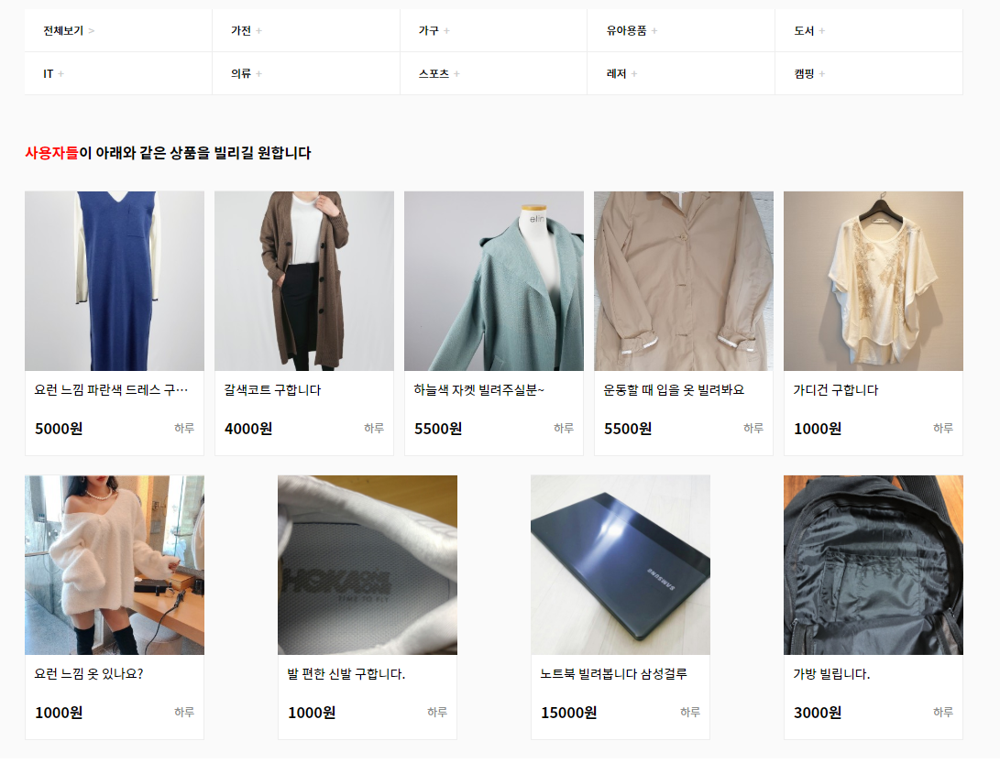 전체보기 >
가전 +
가구 +
유아용품 +
도서 +
IT +
의류 +
스포츠 +
레저 +
캠핑 +
사용자들이 아래와 같은 상품을 빌리길 원합니다
elin
요런 느낌 파란색 드레스 구…
갈색코트 구합니다
하늘색 자켓 빌려주실분~
운동할 때 입을 옷 빌려봐요
가디건 구합니다
5000원 하루
4000원 하루
5500원 하루
5500원 하루
1000원 하루
HOKA ONE ONE
TIME TO FLY
SAMSUNG
요런 느낌 옷 있나요?
발 편한 신발 구합니다.
노트북 빌려봅니다 삼성걸루
가방 빌립니다.
1000원 하루
1000원 하루
15000원 하루
3000원 하루